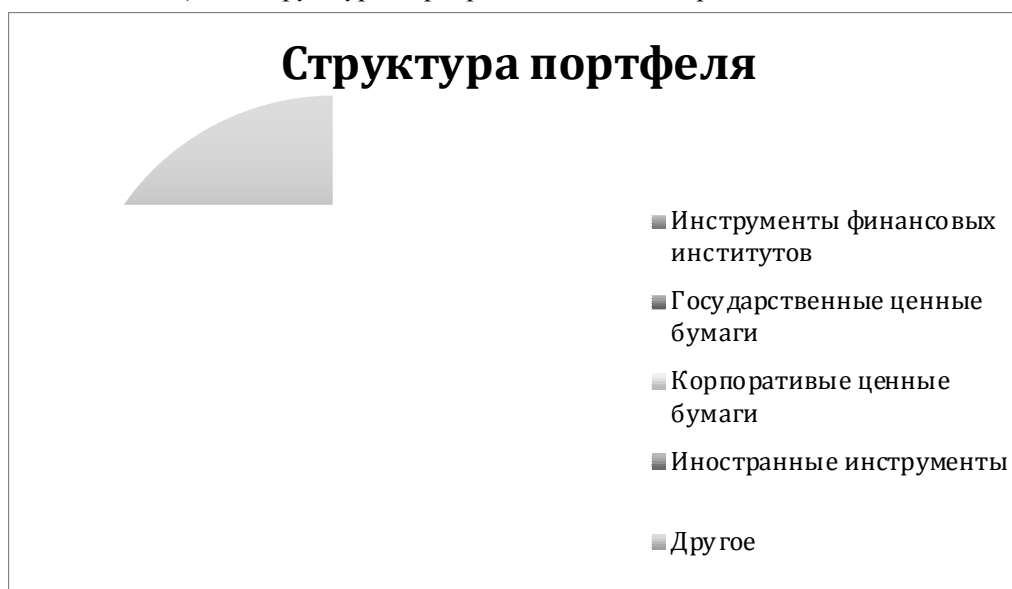 Структура портфеля
Инструменты финансовых
институтов
Государственные ценные
бумаги
Корпоративые ценные
бумаги
Иностранные инструменты
Другое